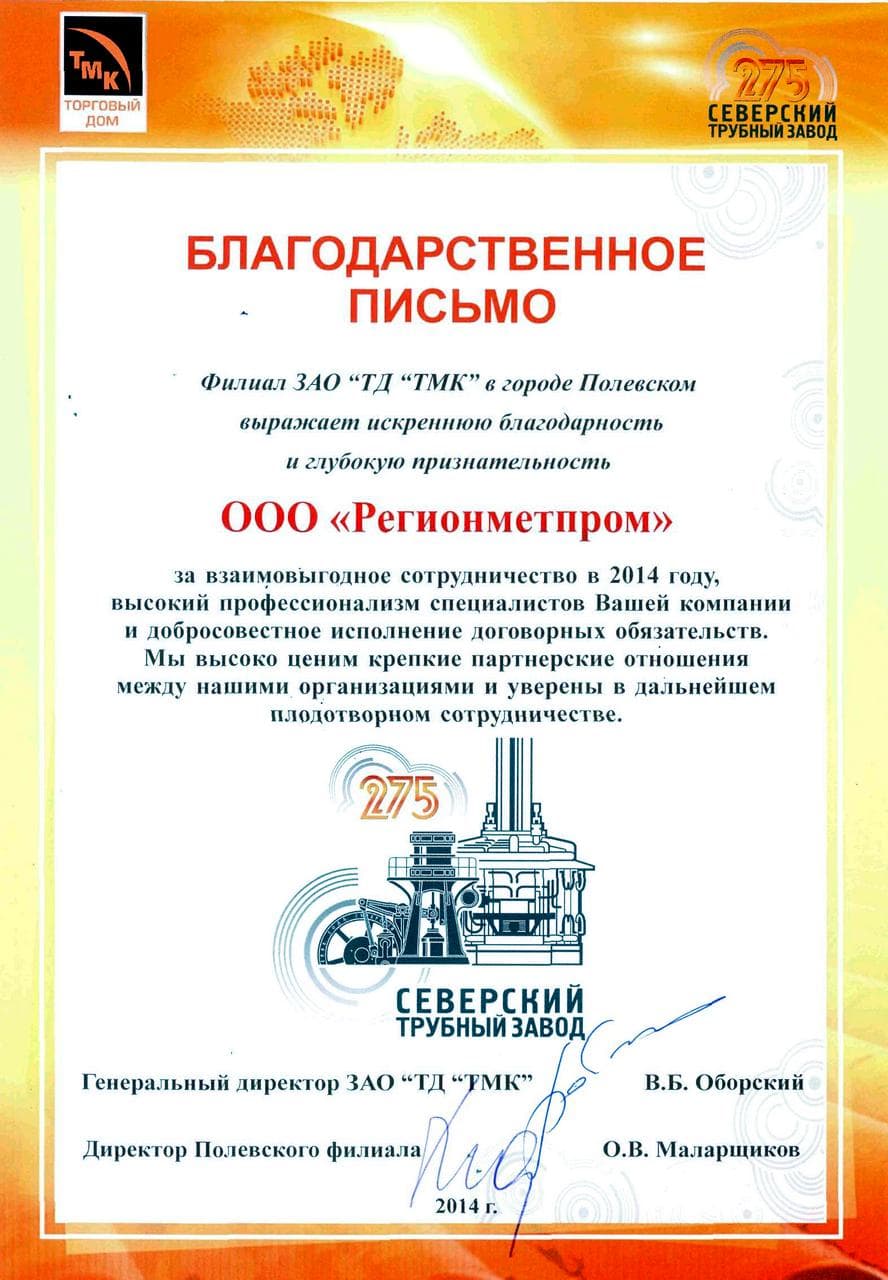 ТМК
ТОРГОВЫЙ
ДОМ
275
СЕВЕРСКИЙ
ТРУБНЫЙ ЗАВОД
БЛАГОДАРСТВЕННОЕ
ПИСЬМО
Филиал ЗАО “ТД “ТМК” в городе Полевском
выражает искреннюю благодарность
и глубокую признательность
ООО «Регионметпром»
за взаимовыгодное сотрудничество в 2014 году,
высокий профессионализм специалистов Вашей компании
и добросовестное исполнение договорных обязательств.
Мы высоко ценим крепкие партнерские отношения
между нашими организациями и уверены в дальнейшем
плодотворном сотрудничестве.
275
СЕВЕРСКИЙ
ТРУБНЫЙ ЗАВОД
Генеральный директор ЗАО “ТД “ТМК” В.Б. Оборский
Директор Полевского филиала О.В. Маларщиков
2014 г.